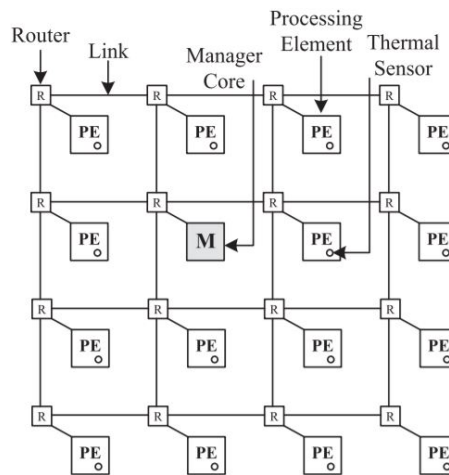 Router
Link
Manager
Core
Processing
Element
Thermal
Sensor
R R R R
PE PE PE PE
R R R R
PE M PE PE
R R R R
PE PE PE PE
R R R R
PE PE PE PE